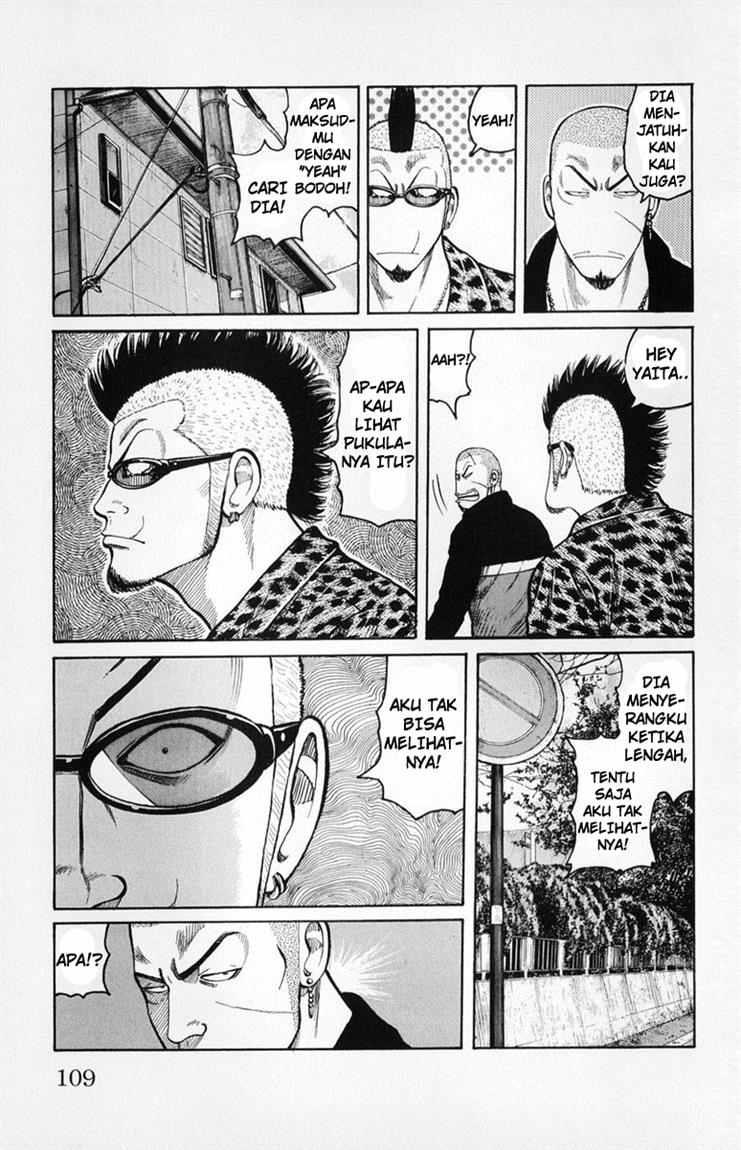 DIA
MEN-
JATUH-
KAN
KAU
JUGA?
YEAH!
APA
MAKSUD-
MU
DENGAN
"YEAH"
BODOH!
CARI
DIA!
HEY
YAITA..
AAH?!
AP-APA
KAU
LIHAT
PUKULA-
NYA ITU?
DIA
MENYE-
RANGKU
KETIKA
LENGAH,
TENTU
SAJA
AKU TAK
MELIHAT-
NYA!
AKU TAK
BISA
MELIHAT-
NYA!
APA!?
109